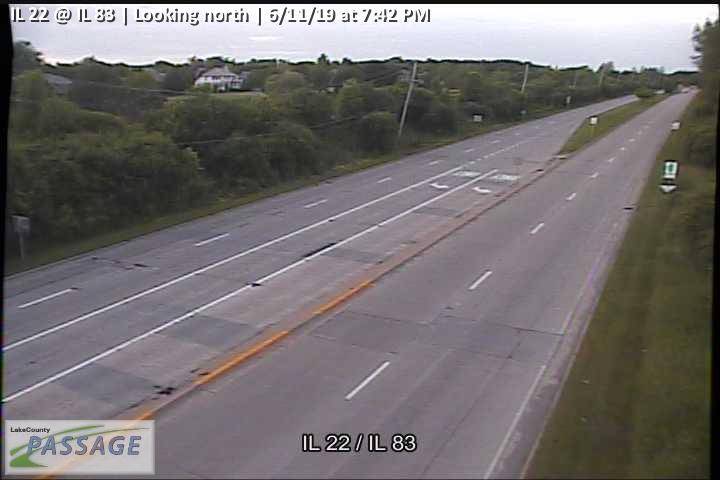 IL 22 @ IL 83 | Looking north | 6/11/19 at 7:42 PM
IL 22 / IL 83
LakeCounty
PASSAGE